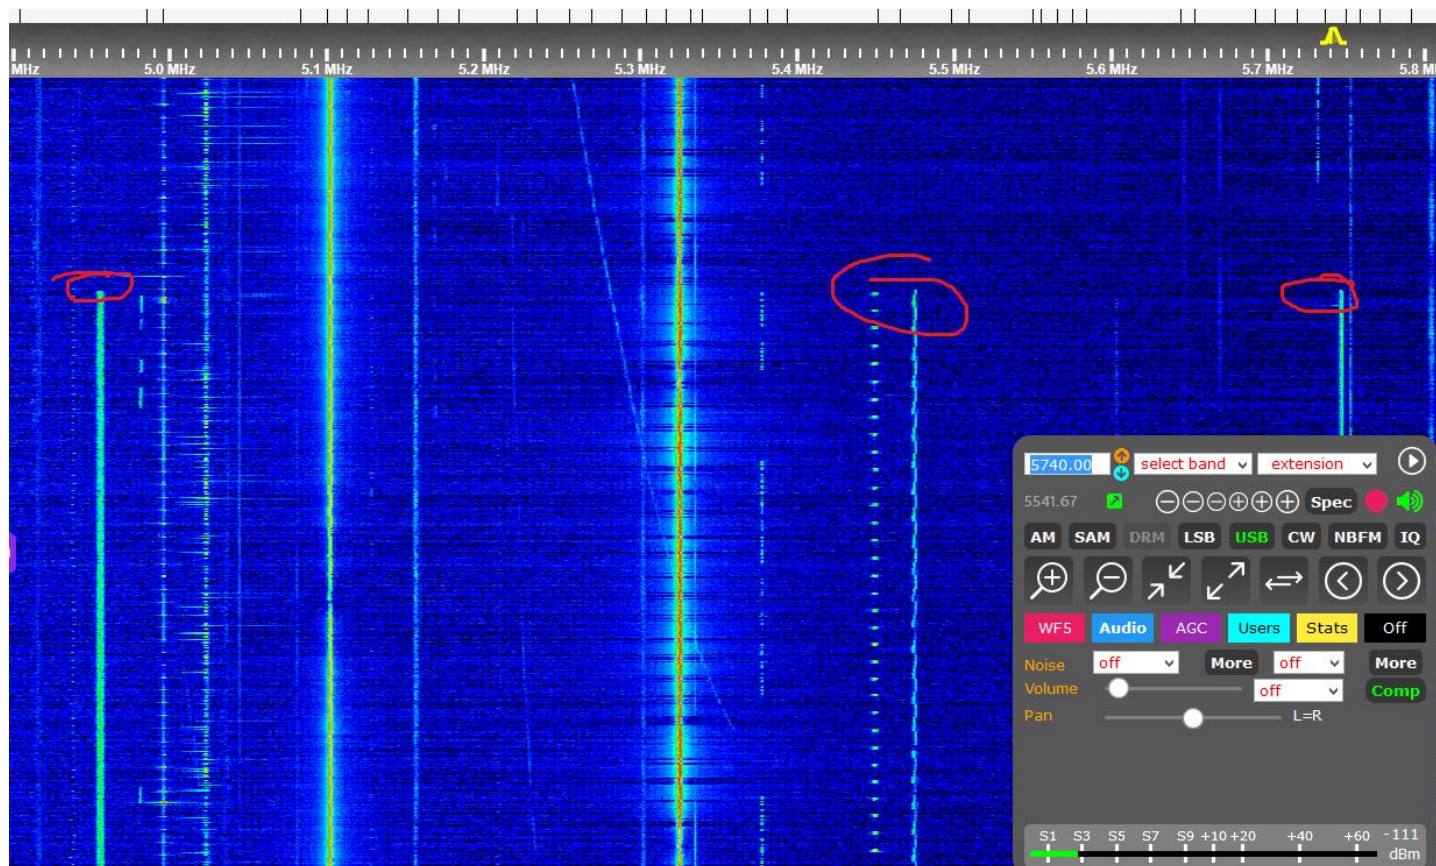 MHz 5.0 MHz 5.1 MHz 5.2 MHz 5.3 MHz 5.4 MHz 5.5 MHz 5.6 MHz 5.7 MHz 5.8 M
5740.00 select band extension
5541.67 Spec
AM SAM DRM LSB USB CW NBFM IQ
WF5 Audio AGC Users Stats Off
Noise off More off More
Volume off Comp
Pan L=R
S1 S3 S5 S7 S9 +10 +20 +40 +60 -111
dBm